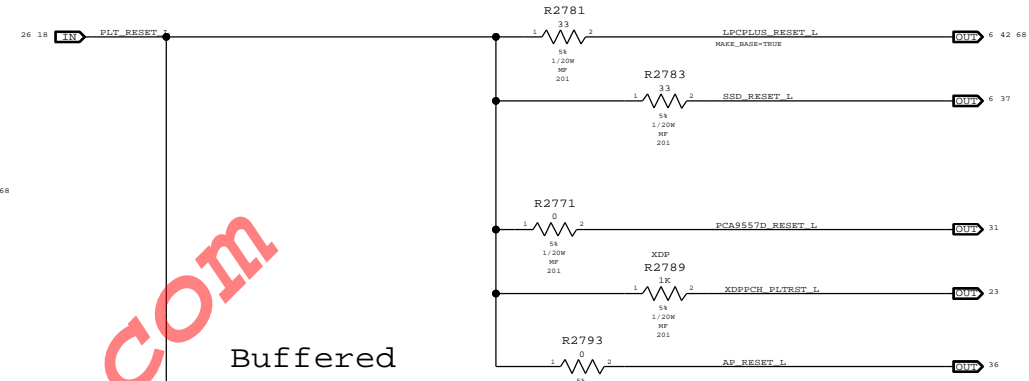 R2781
26 18 IN PLT_RESET_L 33 1 2 LPCPLUS_RESET_L OUT 6 42 68
5% MAKE_BASE=TRUE
1/20W
MF
201
R2783
33
1 2 SSD_RESET_L OUT 6 37
5%
1/20W
MF
201
68
R2771
0
1 2 PCA9557D_RESET_L OUT 31
5%
1/20W
MF
201
XDP
R2789
1K
1 2 XDPPCH_PLTRST_L OUT 23
5%
1/20W
MF
201
com
Buffered
R2793
0
1 2 AP_RESET_L OUT 36
5%